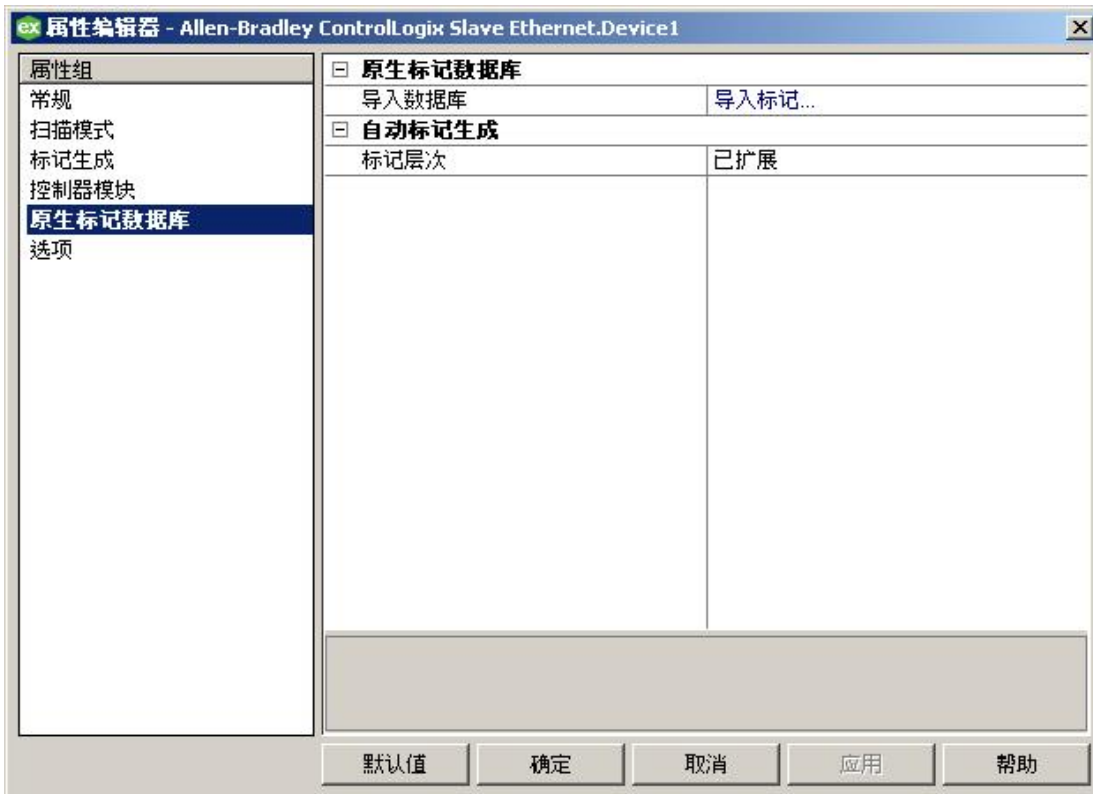 ex 属性编辑器 - Allen-Bradley ControlLogix Slave Ethernet.Device1
属性组
常规
扫描模式
标记生成
控制器模块
原生标记数据库
选项
原生标记数据库
导入数据库 导入标记...
自动标记生成
标记层次 已扩展
默认值 确定 取消 应用 帮助